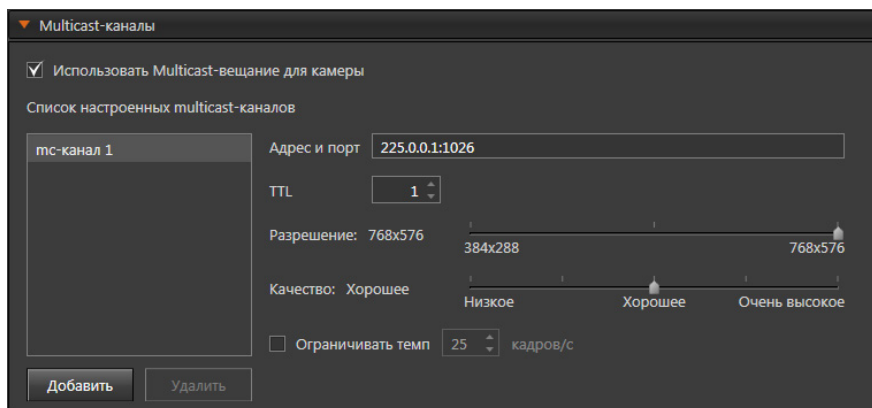 Multicast-каналы
Использовать Multicast-вещание для камеры
Список настроенных multicast-каналов
mc-канал 1
Адрес и порт 225.0.0.1:1026
TTL 1
Разрешение: 768x576
384x288 768x576
Качество: Хорошее
Низкое Хорошее Очень высокое
Ограничивать темп 25 кадров/с
Добавить Удалить